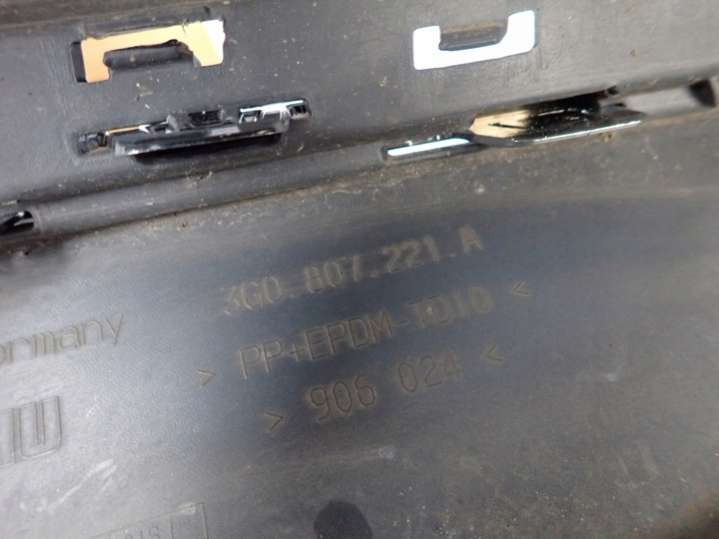 3G0.807.221.A
> PP+EPDM-TD10 <
> 906 024 <